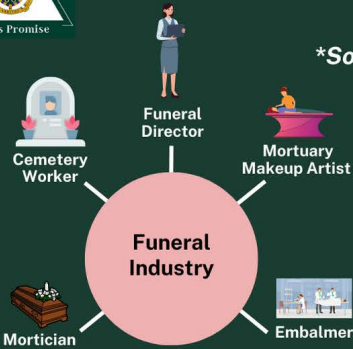 s Promise
*So
Funeral
Director
Cemetery
Worker
Mortuary
Makeup Artist
Funeral
Industry
Mortician
Embalmer